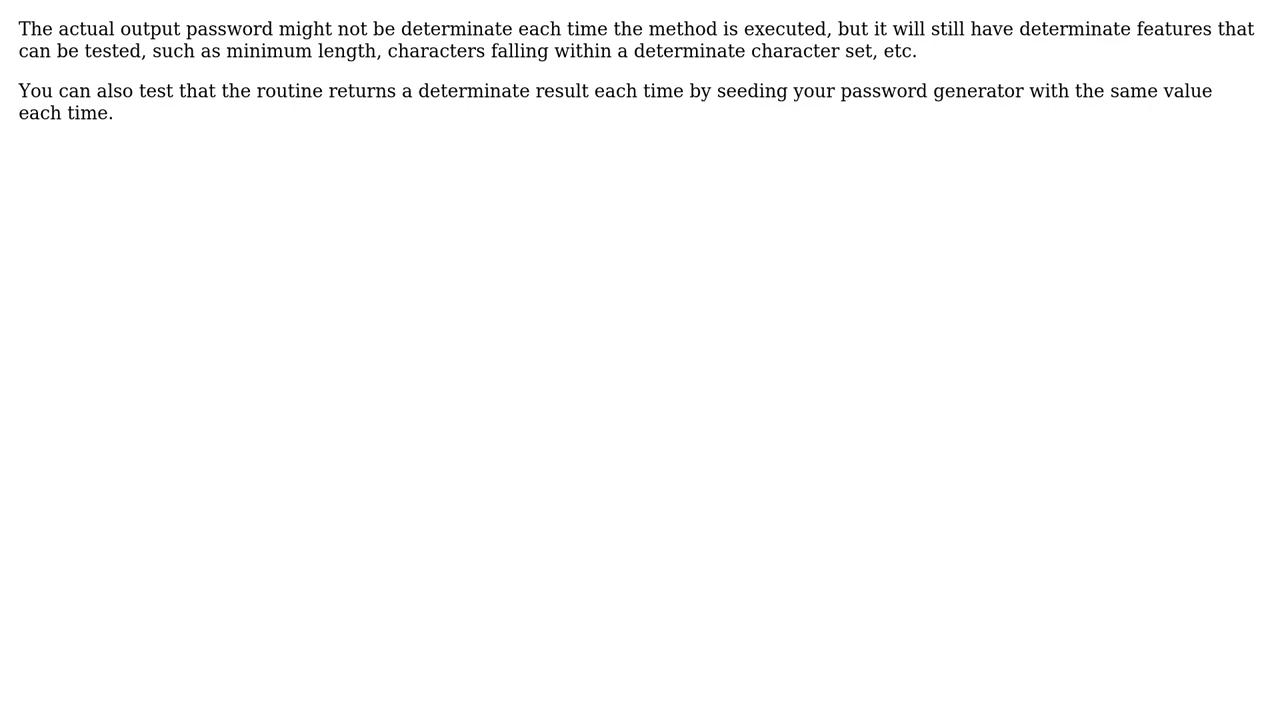 The actual output password might not be determinate each time the method is executed, but it will still have determinate features that
can be tested, such as minimum length, characters falling within a determinate character set, etc.
You can also test that the routine returns a determinate result each time by seeding your password generator with the same value
each time.